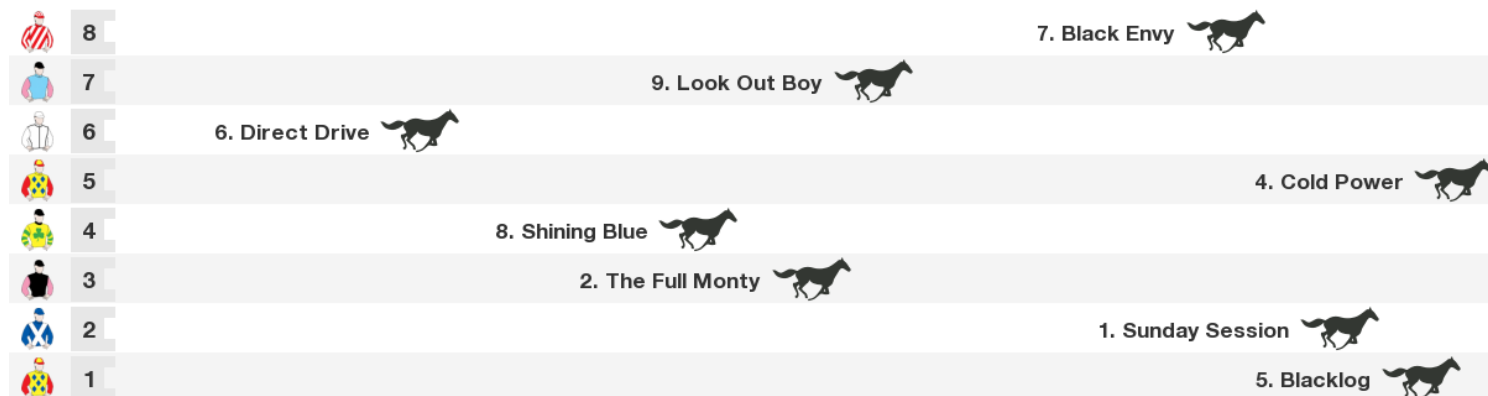 8 7. Black Envy
7 9. Look Out Boy
6 6. Direct Drive
5 4. Cold Power
4 8. Shining Blue
3 2. The Full Monty
2 1. Sunday Session
1 5. Blacklog